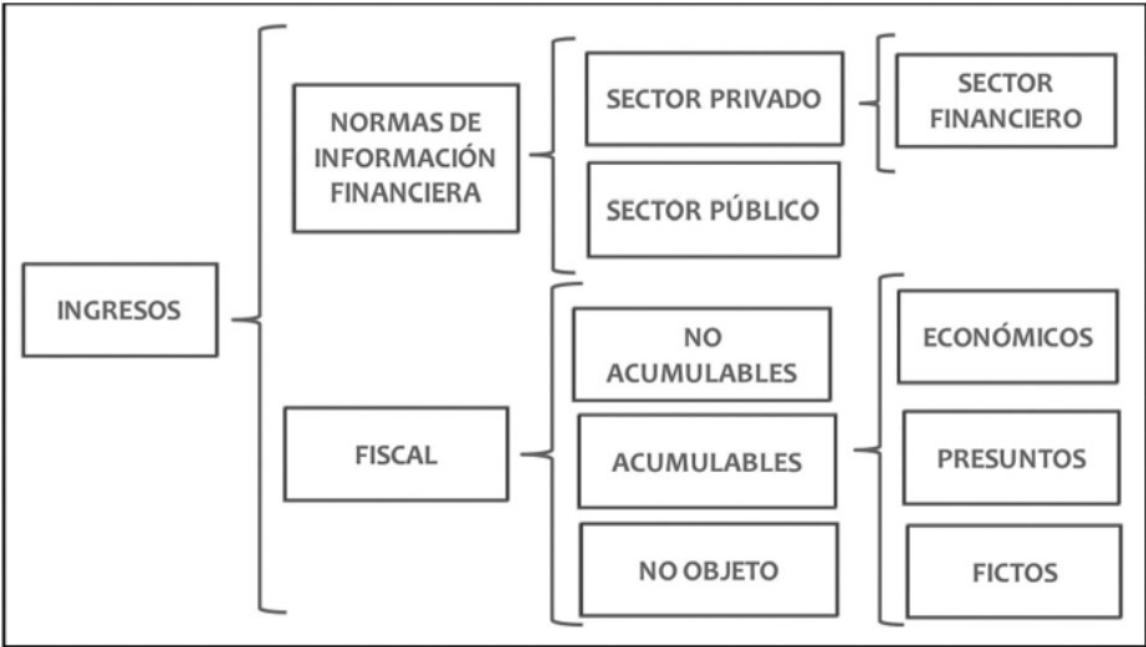 INGRESOS
NORMAS DE
INFORMACIÓN
FINANCIERA
SECTOR PRIVADO
SECTOR
FINANCIERO
SECTOR PÚBLICO
FISCAL
NO
ACUMULABLES
ACUMULABLES
NO OBJETO
ECONÓMICOS
PRESUNTOS
FICTOS